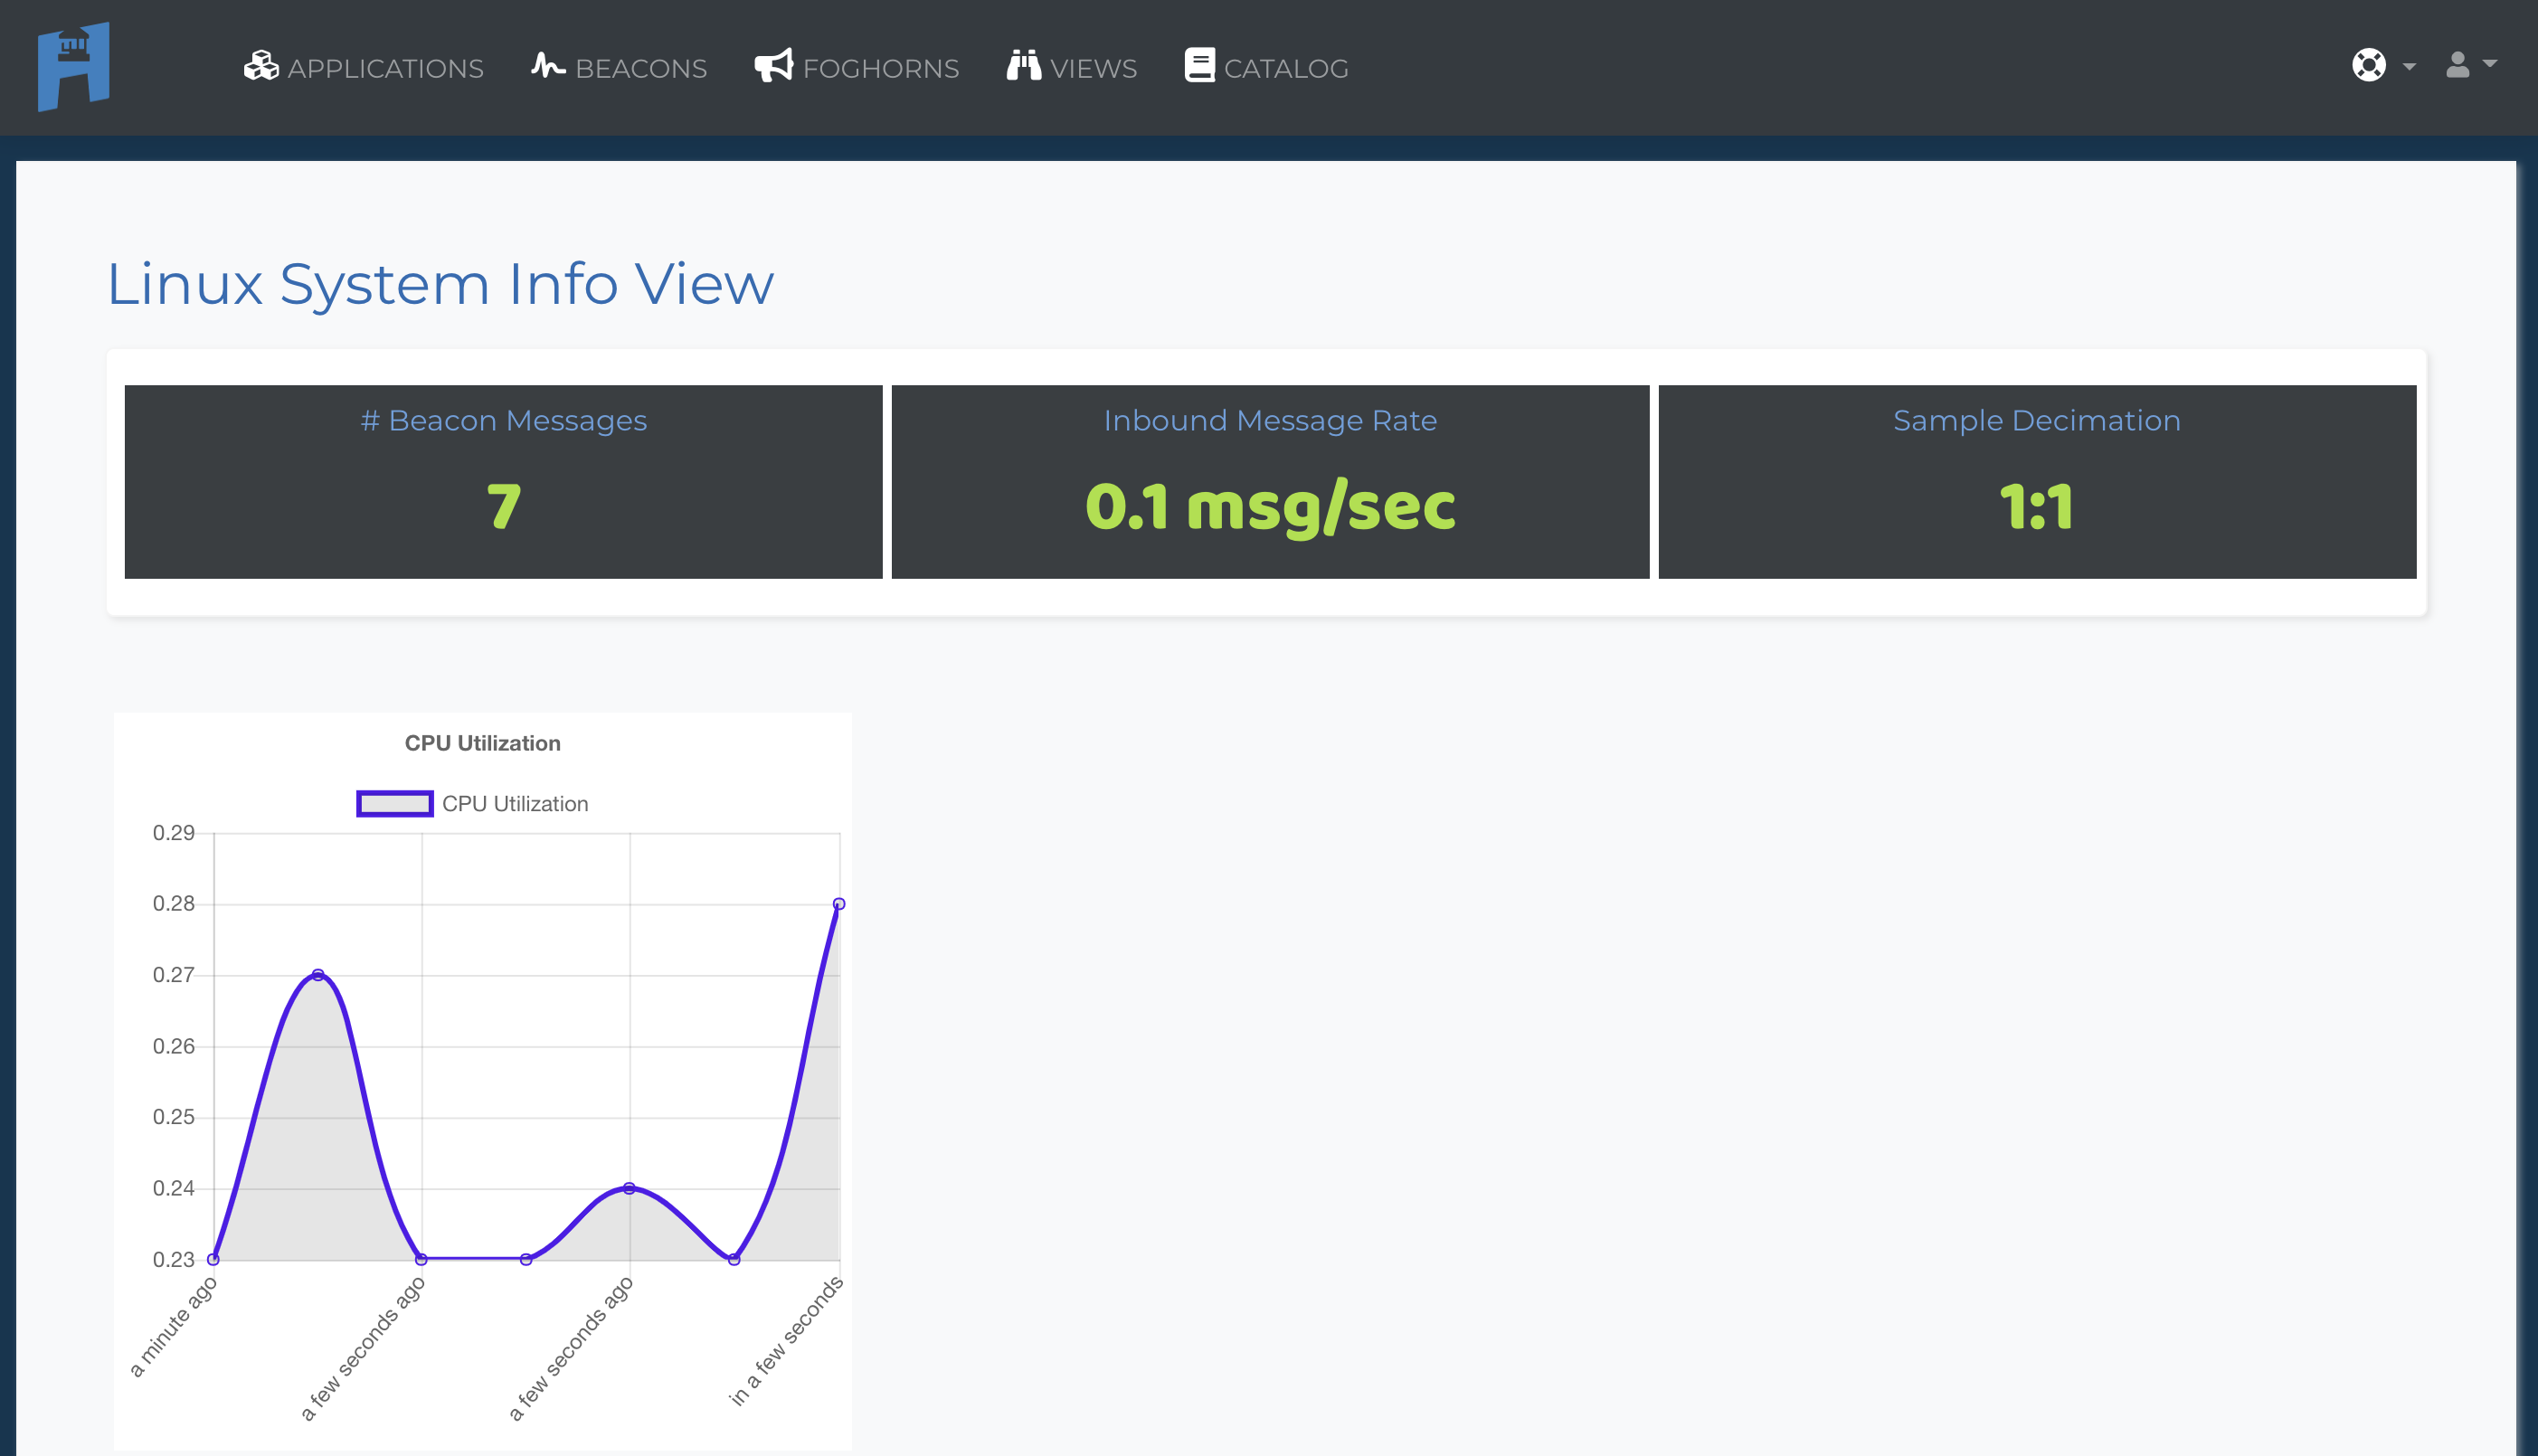 APPLICATIONS BEACONS FOGHORNS VIEWS CATALOG
Linux System Info View
# Beacon Messages
7
Inbound Message Rate
0.1 msg/sec
Sample Decimation
1:1
CPU Utilization
CPU Utilization
0.29
0.28
0.27
0.26
0.25
0.24
0.23
a minute ago
a few seconds ago
a few seconds ago
in a few seconds